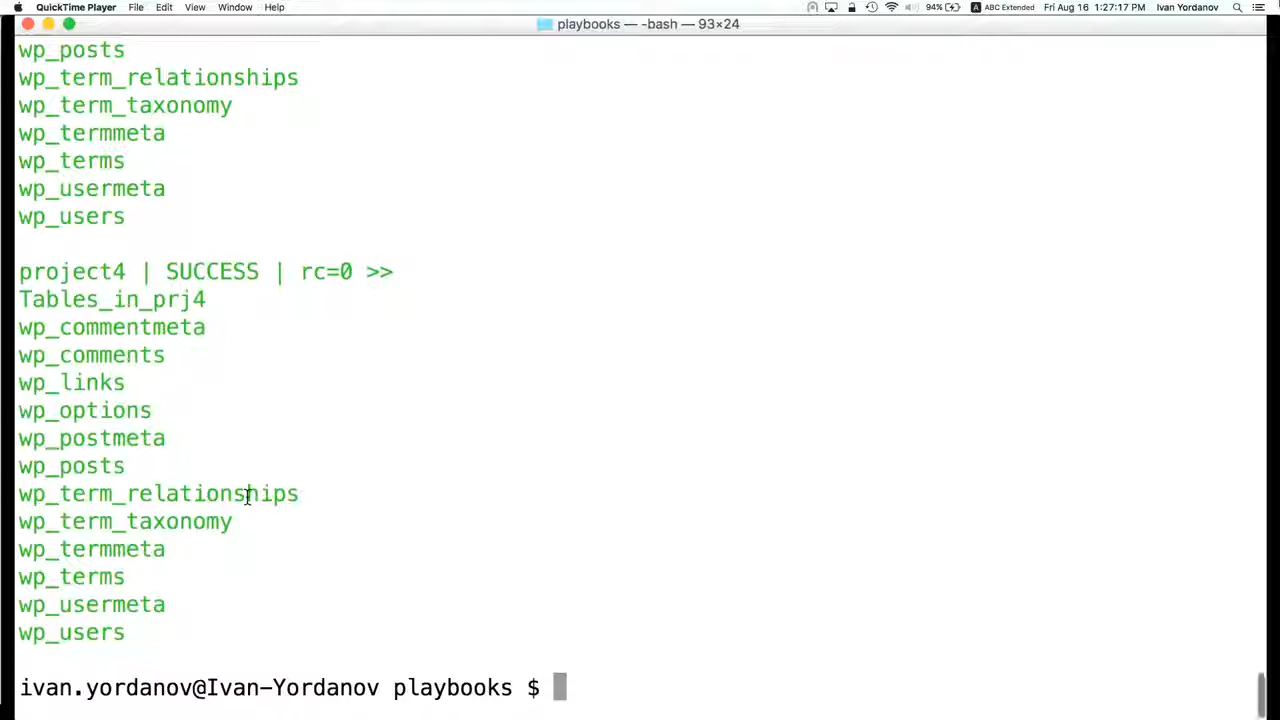 QuickTime Player File Edit View Window Help 94% A ABC Extended Fri Aug 16 1:27:17 PM Ivan Yordanov
playbooks — -bash — 93×24
wp_posts
wp_term_relationships
wp_term_taxonomy
wp_termmeta
wp_terms
wp_usermeta
wp_users
project4 | SUCCESS | rc=0 >>
Tables_in_prj4
wp_commentmeta
wp_comments
wp_links
wp_options
wp_postmeta
wp_posts
wp_term_relationships
wp_term_taxonomy
wp_termmeta
wp_terms
wp_usermeta
wp_users
ivan.yordanov@Ivan-Yordanov playbooks $